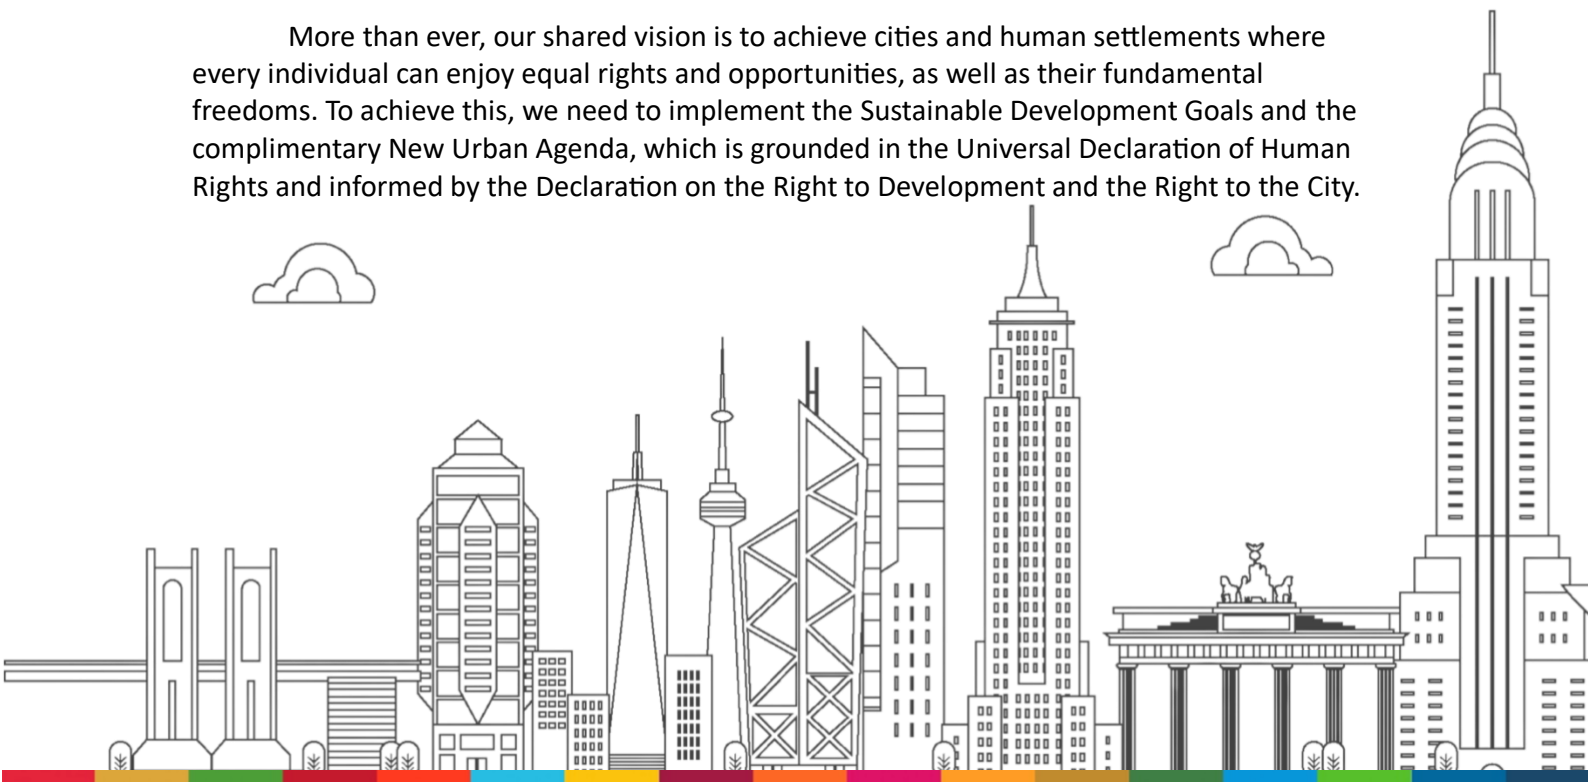 More than ever, our shared vision is to achieve cities and human settlements where
every individual can enjoy equal rights and opportunities, as well as their fundamental
freedoms. To achieve this, we need to implement the Sustainable Development Goals and the
complimentary New Urban Agenda, which is grounded in the Universal Declaration of Human
Rights and informed by the Declaration on the Right to Development and the Right to the City.